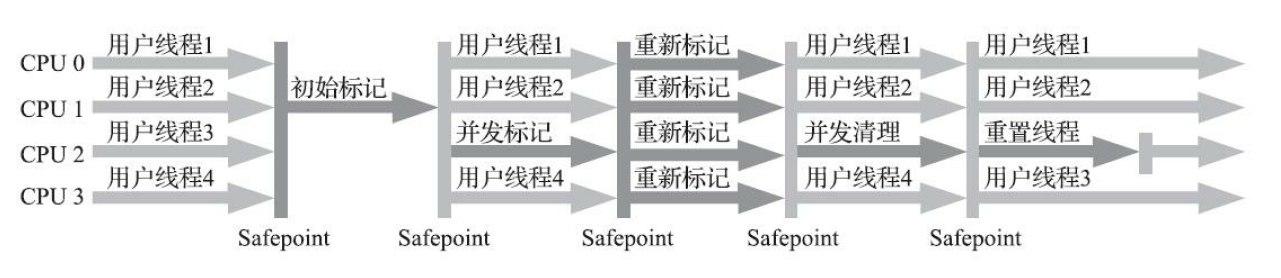 CPU 0 用户线程1 用户线程1 重新标记 用户线程1 用户线程1
CPU 1 用户线程2 初始标记 用户线程2 重新标记 用户线程2 用户线程2
CPU 2 用户线程3 并发标记 重新标记 并发清理 重置线程
CPU 3 用户线程4 用户线程4 重新标记 用户线程4 用户线程3
Safepoint Safepoint Safepoint Safepoint Safepoint